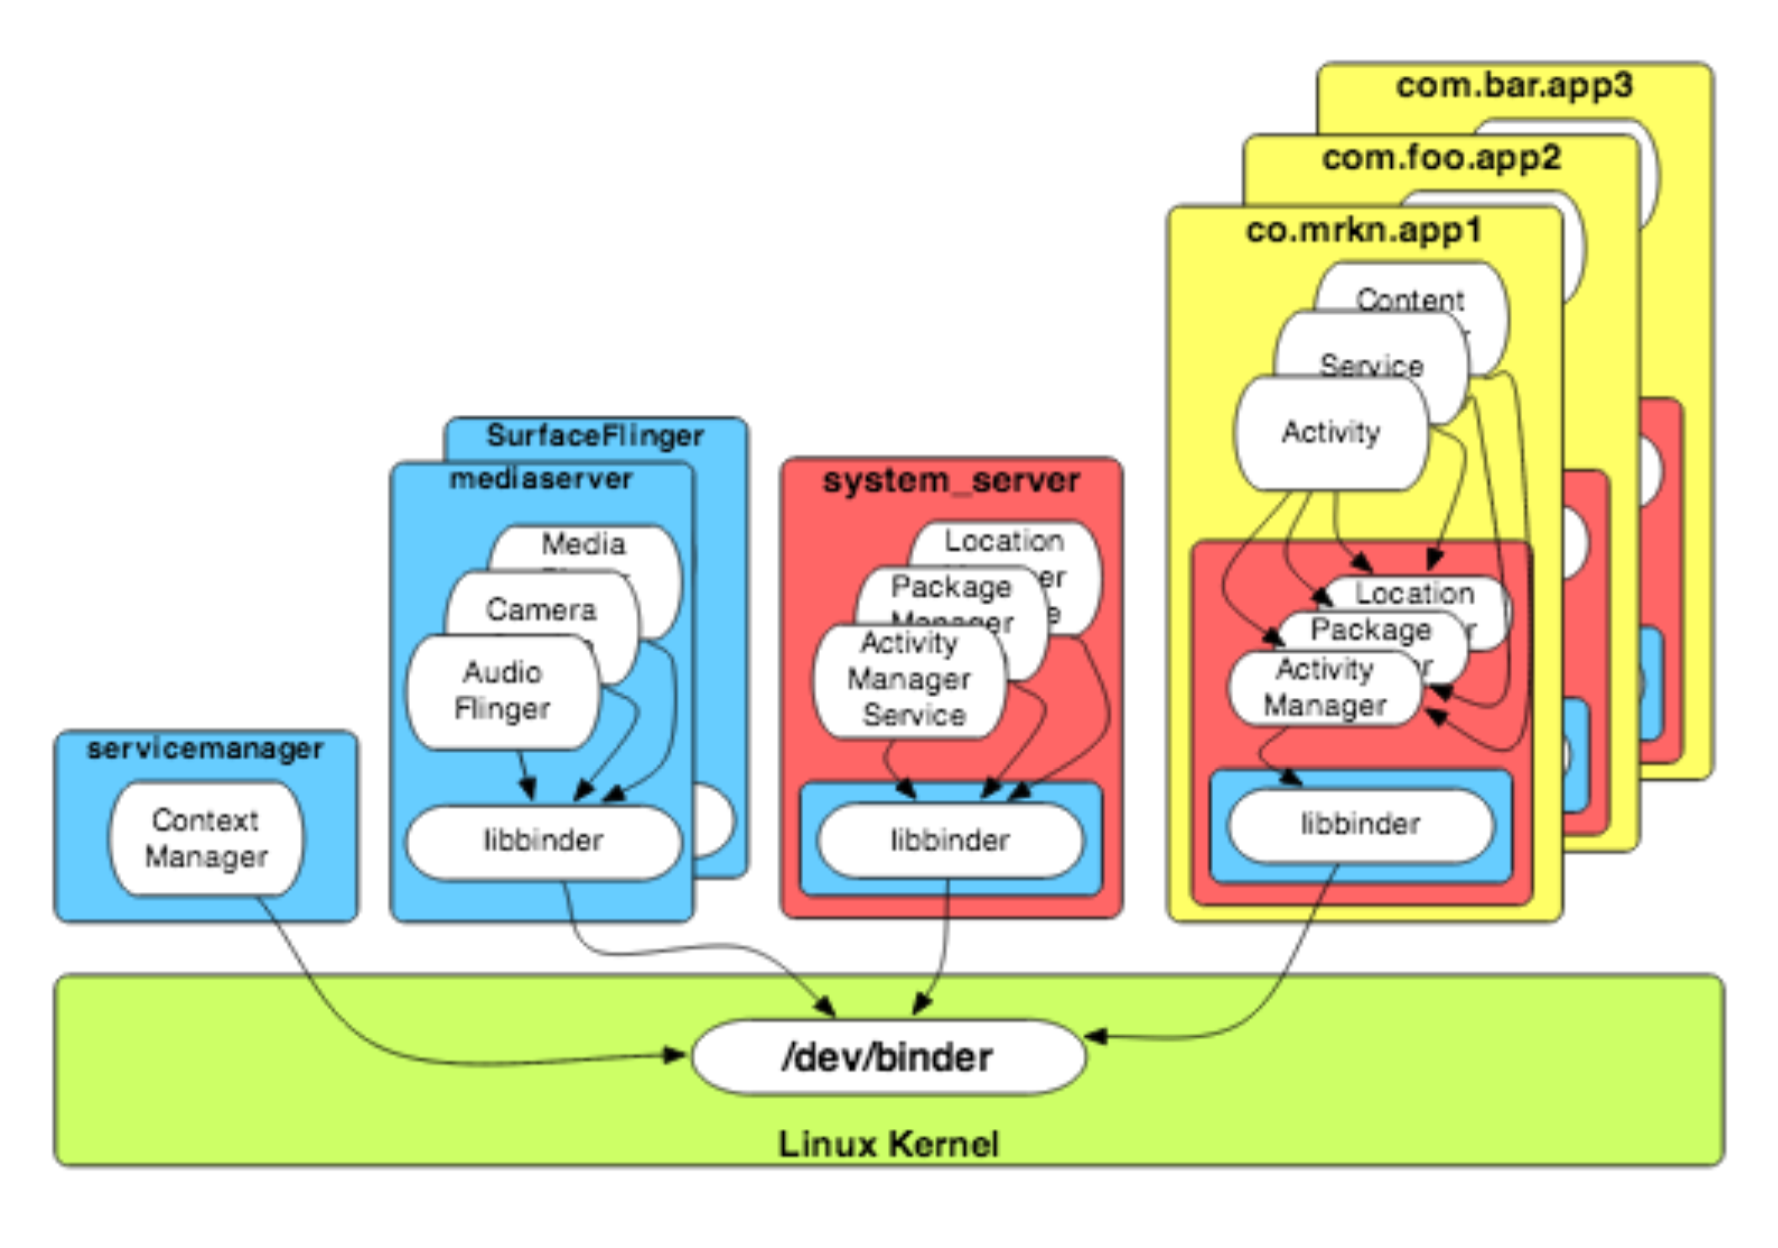 com.bar.app3
com.foo.app2
co.mrkn.app1
Content
Service
Activity
Location
Package
Activity
Manager
libbinder
SurfaceFlinger
mediaserver
Media
Camera
Audio
Flinger
libbinder
system_server
Location
Package
Manager
Activity
Manager
Service
libbinder
servicemanager
Context
Manager
/dev/binder
Linux Kernel